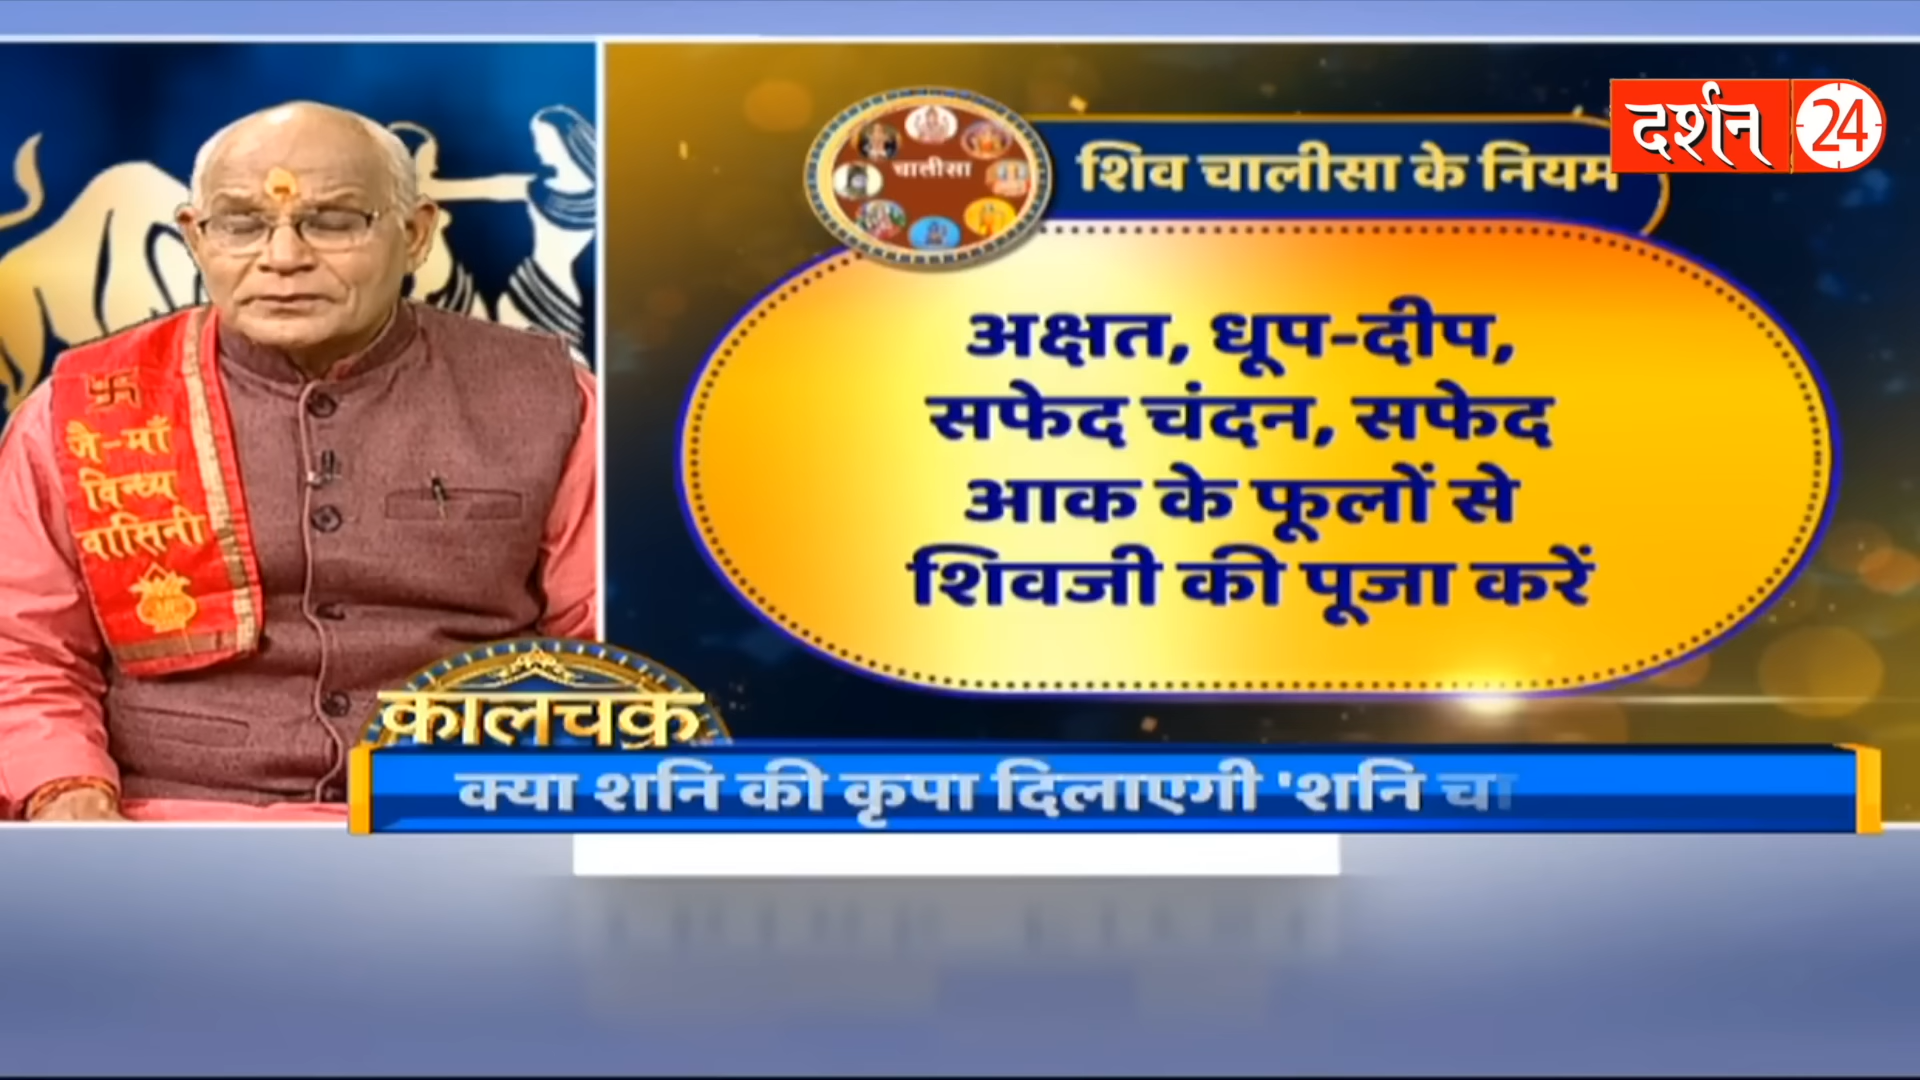 दर्शन 24
चालीसा
शिव चालीसा के नियम
अक्षत, धूप-दीप,
सफेद चंदन, सफेद
आक के फूलों से
शिवजी की पूजा करें
जै-माँ
विन्ध्य
वासिनी
कालचक्र
क्या शनि की कृपा दिलाएगी 'शनि चा